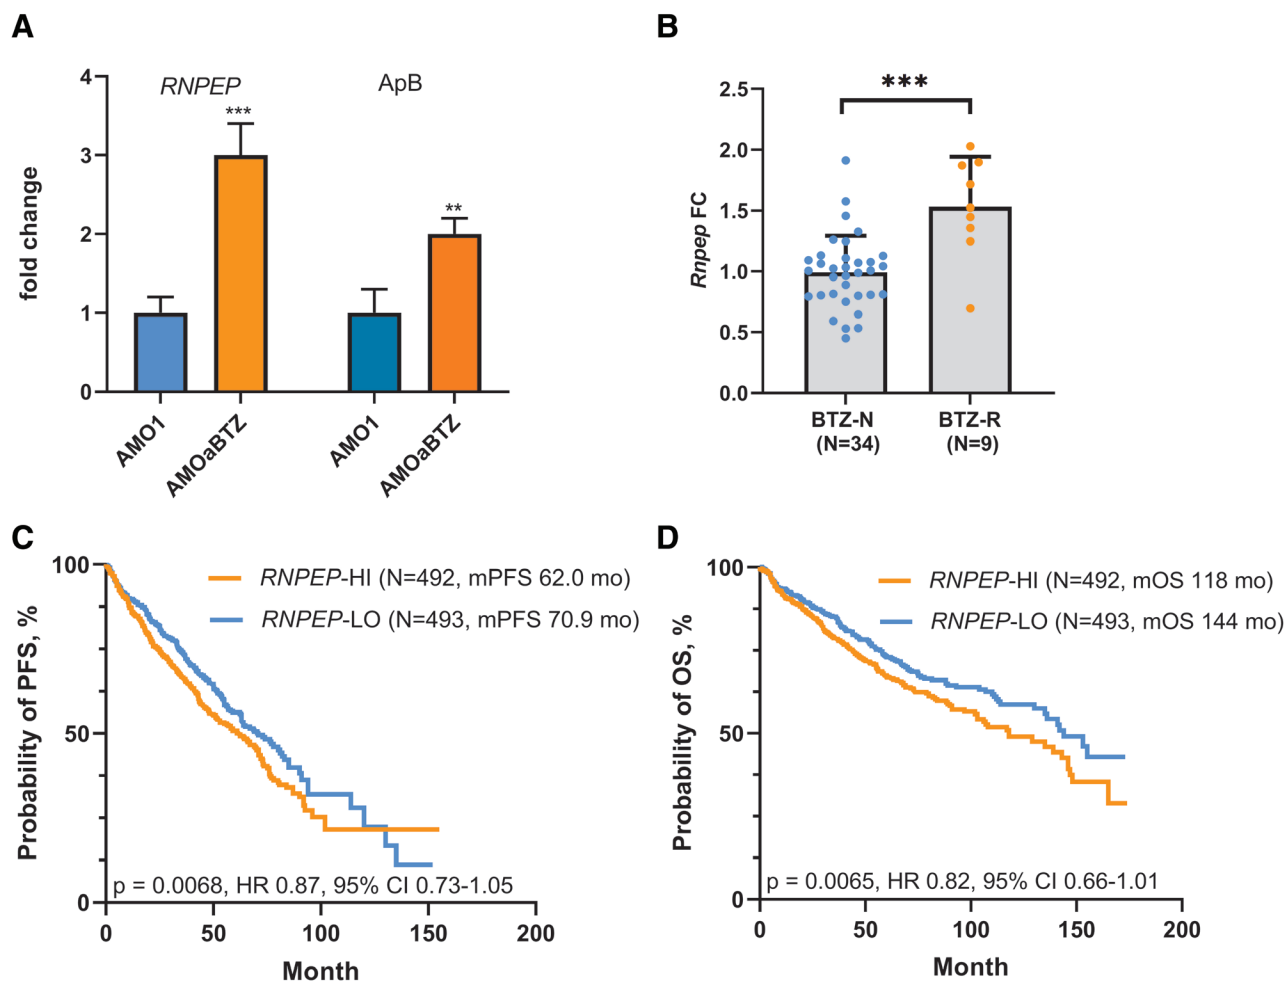 A
RNPEP
ApB
***
**
fold change
4
3
2
1
0
AMO1
AMOaBTZ
AMO1
AMOaBTZ
B
***
Rnpep FC
2.5
2.0
1.5
1.0
0.5
0.0
BTZ-N
(N=34)
BTZ-R
(N=9)
C
RNPEP-HI (N=492, mPFS 62.0 mo)
RNPEP-LO (N=493, mPFS 70.9 mo)
Probability of PFS, %
100
50
0
p = 0.0068, HR 0.87, 95% CI 0.73-1.05
0 50 100 150 200
Month
D
RNPEP-HI (N=492, mOS 118 mo)
RNPEP-LO (N=493, mOS 144 mo)
Probability of OS, %
100
50
0
p = 0.0065, HR 0.82, 95% CI 0.66-1.01
0 50 100 150 200
Month